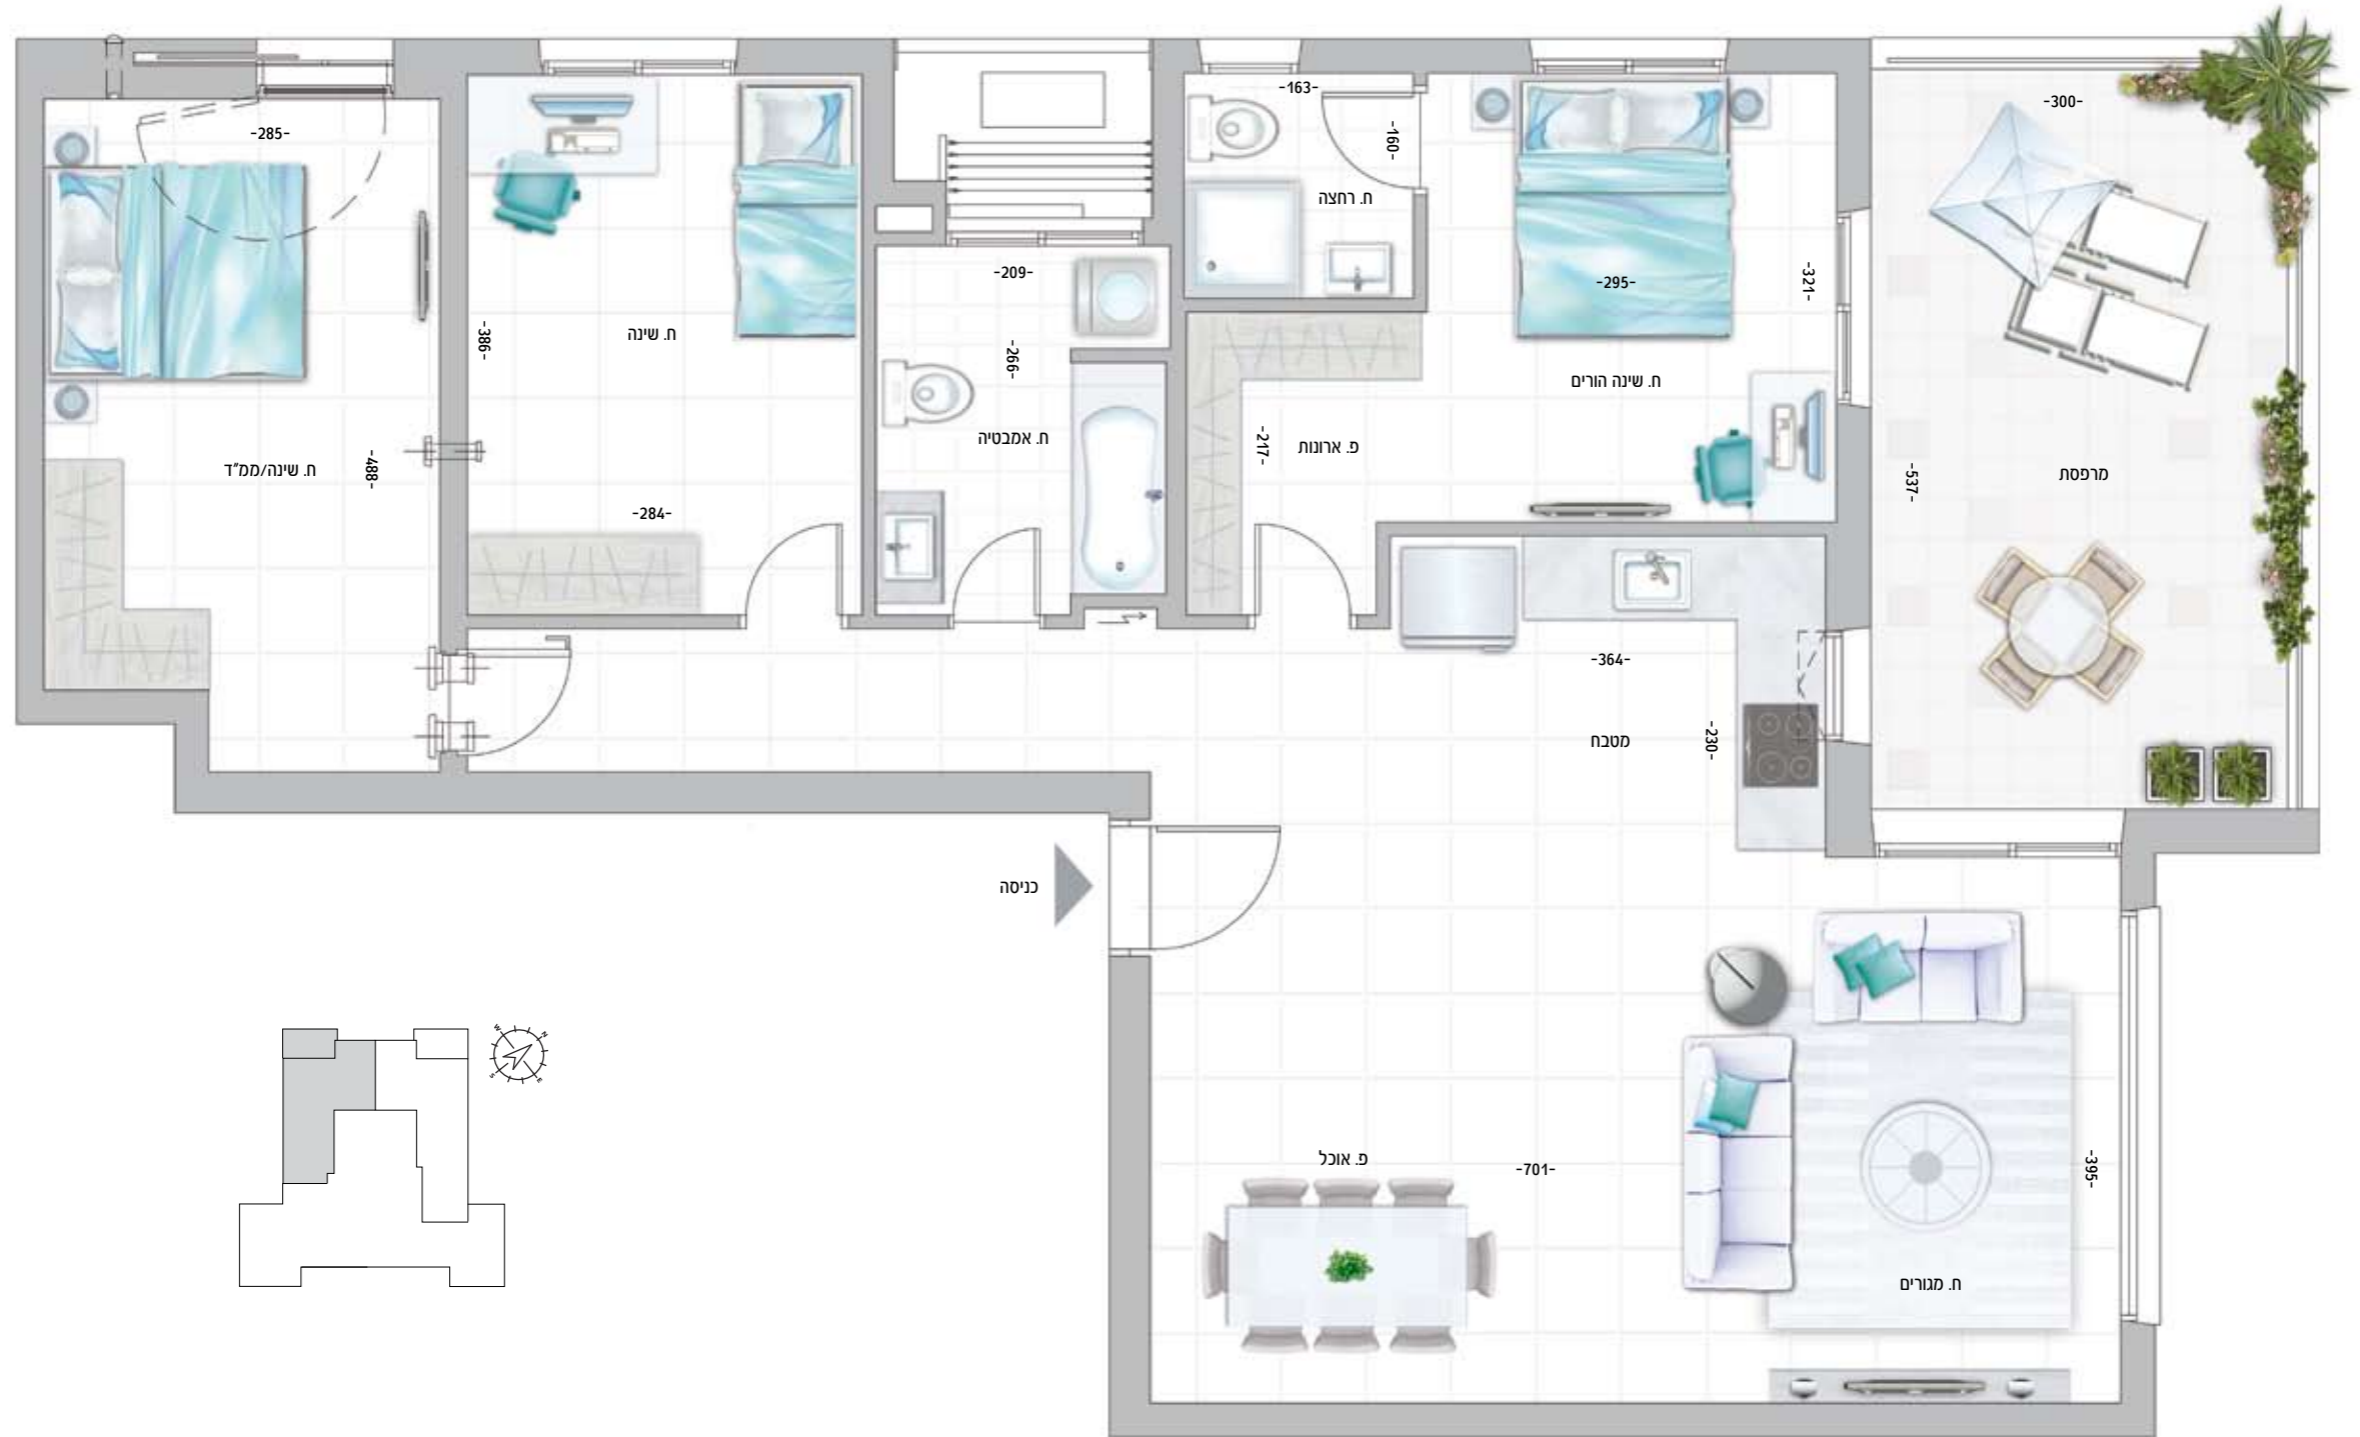 -285-
-163-
-300-
-160-
ח. רחצה
-209-
-295-
-321-
-386-
ח. שינה
-266-
ח. שינה הורים
ח. אמבטיה
-217-
פ. ארונות
ח. שינה/ממ"ד
-488-
מרפסת
-537-
-284-
-364-
מטבח
-230-
כניסה
W
N
S
E
פ. אוכל
-701-
-395-
ח. מגורים